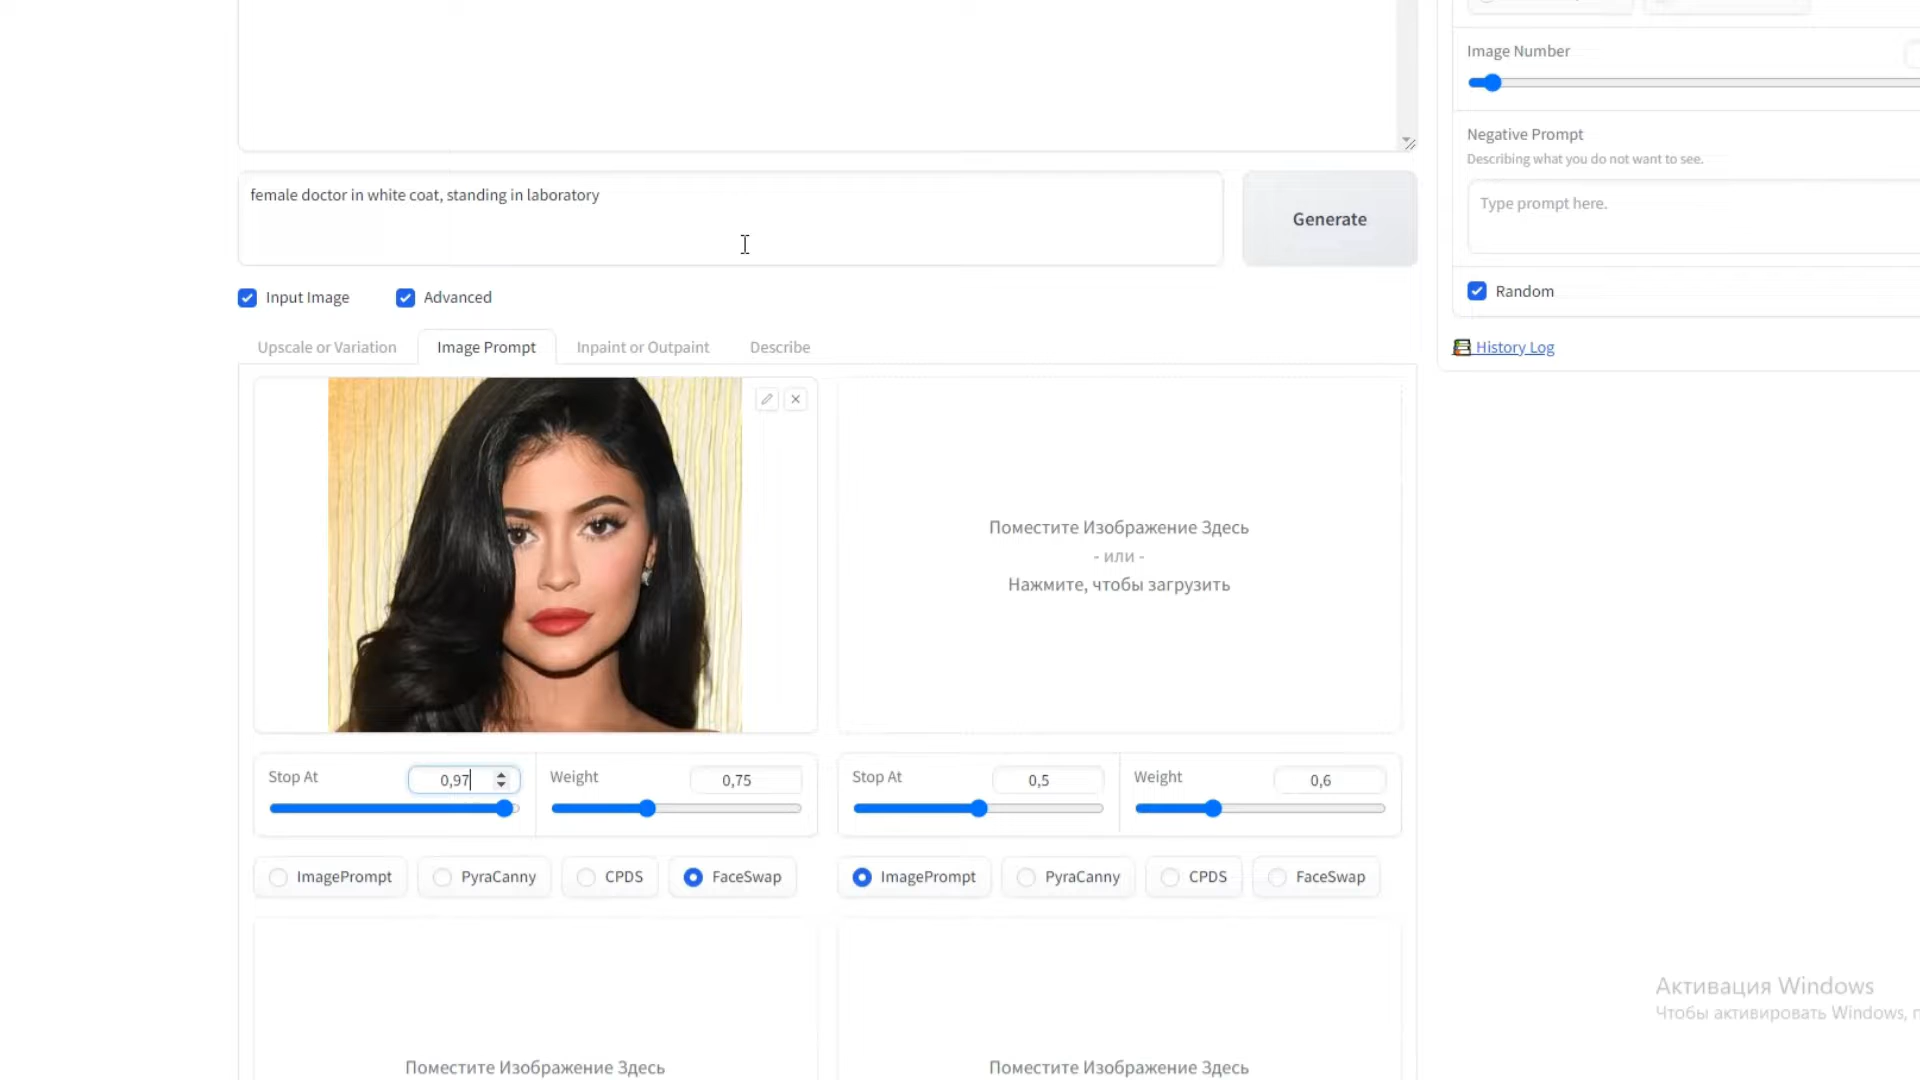 Image Number
Negative Prompt
Describing what you do not want to see.
Type prompt here.
female doctor in white coat, standing in laboratory
Generate
Input Image
Advanced
Random
Upscale or Variation
Image Prompt
Inpaint or Outpaint
Describe
History Log
Поместите Изображение Здесь
- или -
Нажмите, чтобы загрузить
Stop At
0,97
Weight
0,75
Stop At
0,5
Weight
0,6
ImagePrompt
PyraCanny
CPDS
FaceSwap
ImagePrompt
PyraCanny
CPDS
FaceSwap
Активация Windows
Чтобы активировать Windows,
Поместите Изображение Здесь
Поместите Изображение Здесь